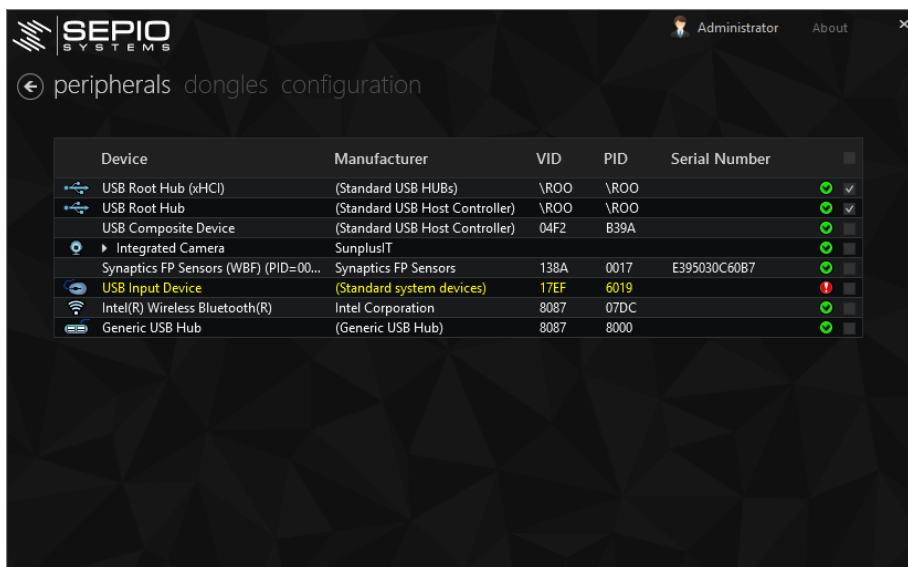 SEPIO
SYSTEMS
Administrator About
peripherals dongles configuration
Device Manufacturer VID PID Serial Number
USB Root Hub (xHCI) (Standard USB HUBs) \ROO \ROO
USB Root Hub (Standard USB Host Controller) \ROO \ROO
USB Composite Device (Standard USB Host Controller) 04F2 B39A
Integrated Camera SunplusIT
Synaptics FP Sensors (WBF) (PID=00... Synaptics FP Sensors 138A 0017 E395030C60B7
USB Input Device (Standard system devices) 17EF 6019
Intel(R) Wireless Bluetooth(R) Intel Corporation 8087 07DC
Generic USB Hub (Generic USB Hub) 8087 8000